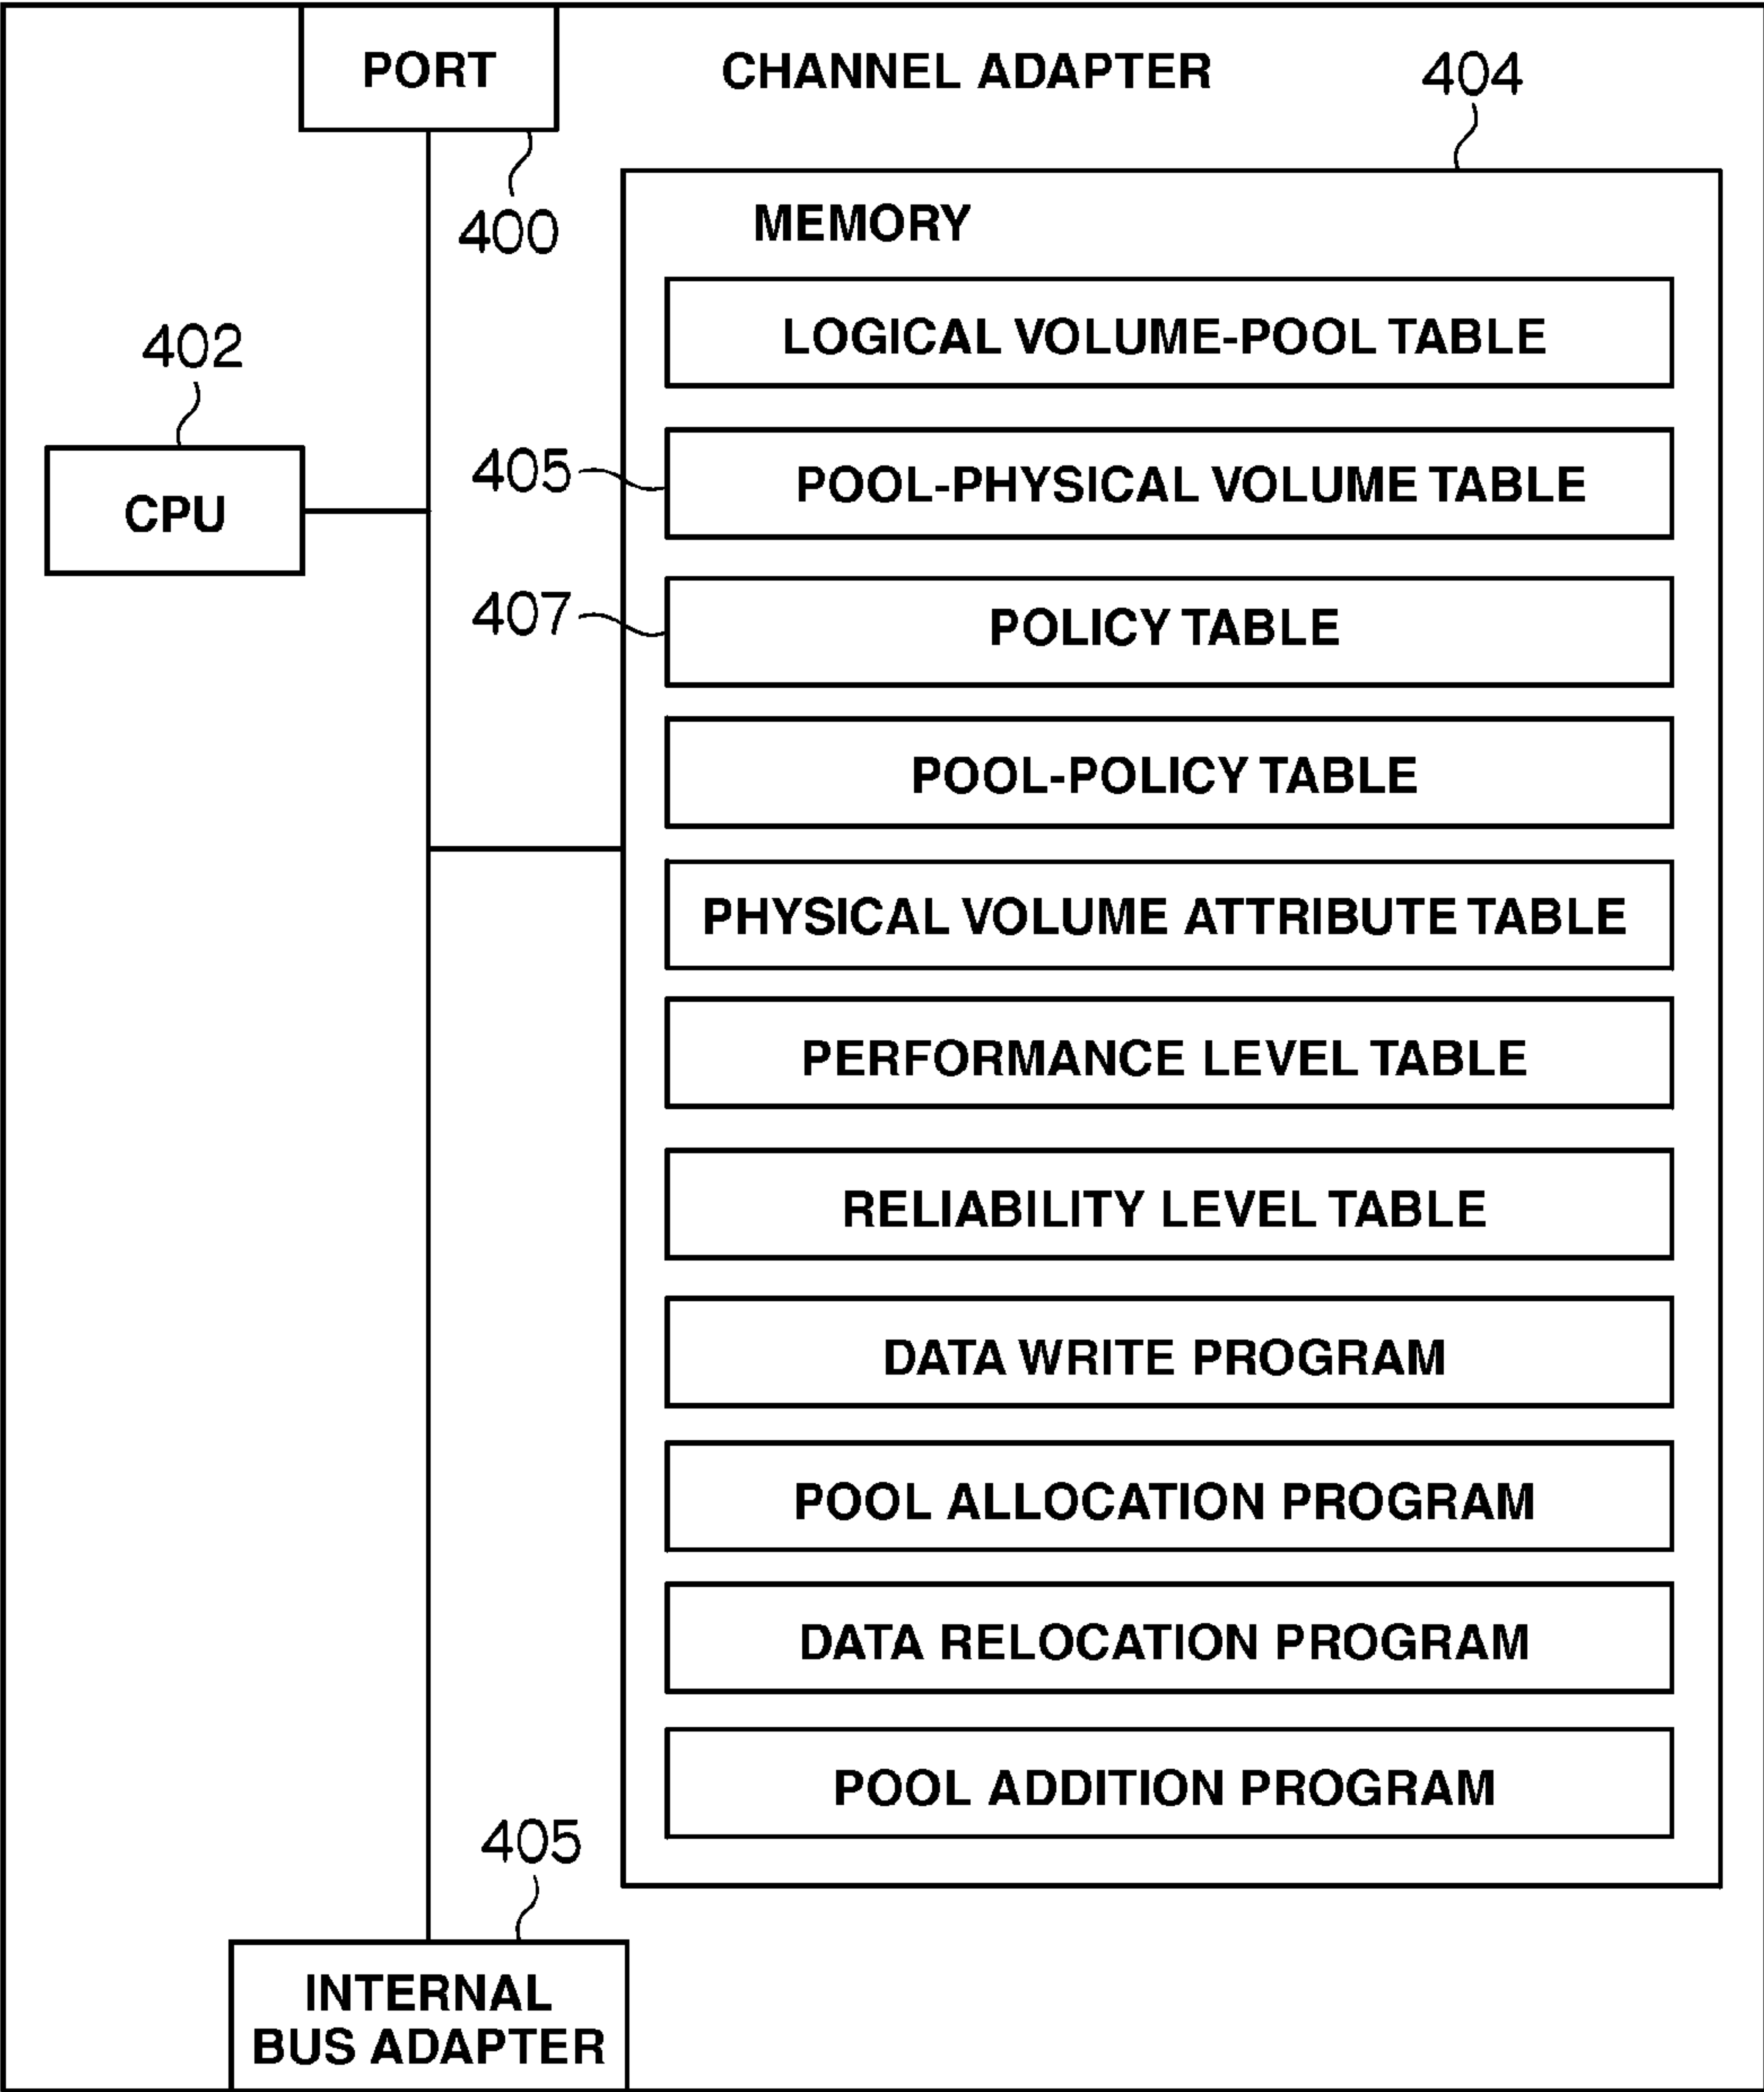 PORT
CHANNEL ADAPTER
404
400
MEMORY
LOGICAL VOLUME-POOL TABLE
402
CPU
405
POOL-PHYSICAL VOLUME TABLE
407
POLICY TABLE
POOL-POLICY TABLE
PHYSICAL VOLUME ATTRIBUTE TABLE
PERFORMANCE LEVEL TABLE
RELIABILITY LEVEL TABLE
DATA WRITE PROGRAM
POOL ALLOCATION PROGRAM
DATA RELOCATION PROGRAM
POOL ADDITION PROGRAM
405
INTERNAL
BUS ADAPTER